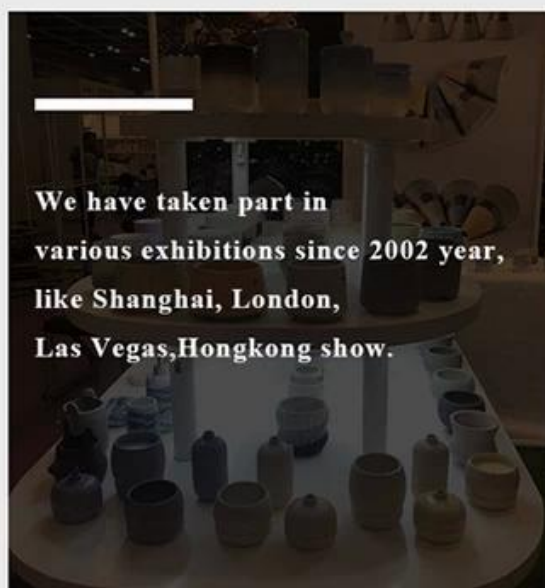 We have taken part in
various exhibitions since 2002 year,
like Shanghai, London,
Las Vegas,Hongkong show.